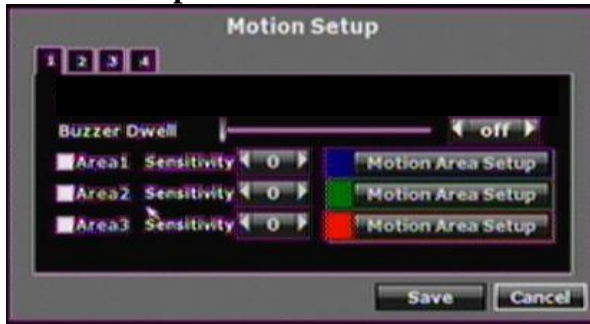 Motion Setup
1 2 3 4
Buzzer Dwell off
Area1 Sensitivity 0 Motion Area Setup
Area2 Sensitivity 0 Motion Area Setup
Area3 Sensitivity 0 Motion Area Setup
Save Cancel